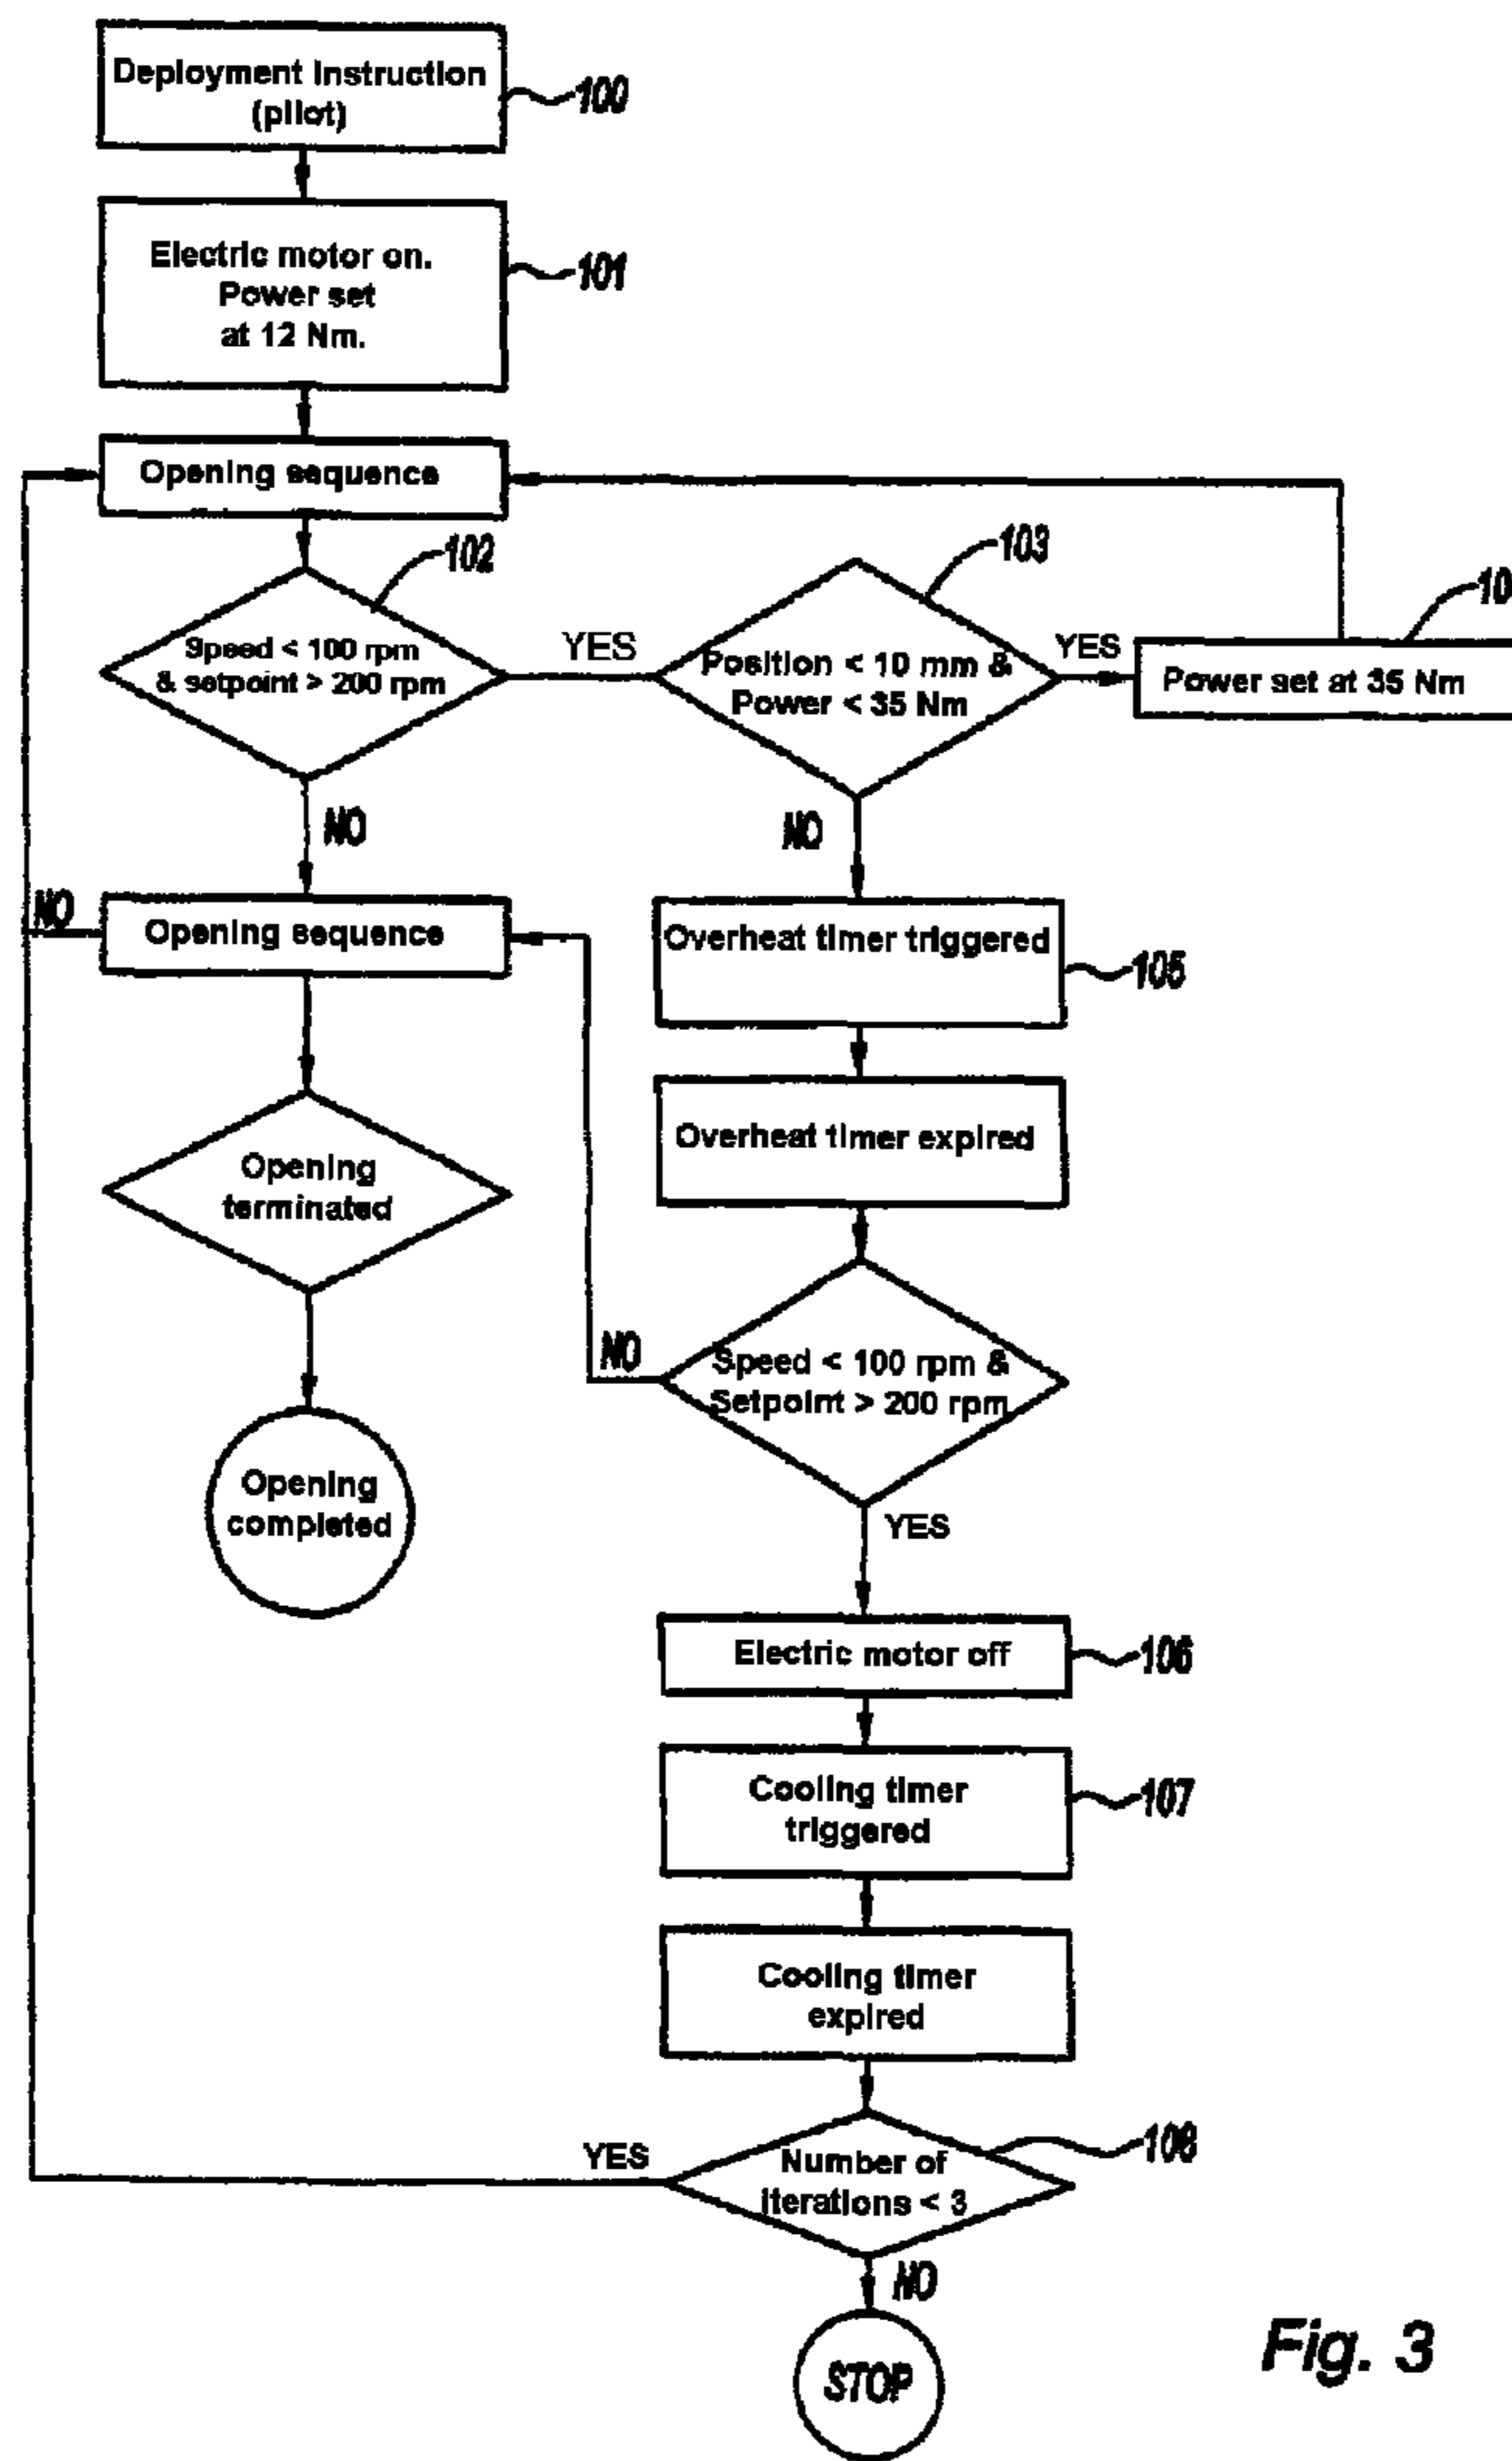 Deployment Instruction
(pilot)
100
Electric motor on.
Power set
at 12 Nm.
101
Opening sequence
102
Speed < 100 rpm
& setpoint > 200 rpm
YES
103
Position < 10 mm &
Power < 35 Nm
YES
10
Power set at 35 Nm
NO
NO
NO
Opening sequence
Overheat timer triggered
105
Overheat timer expired
Opening
terminated
NO
Speed < 100 rpm &
Setpoint > 200 rpm
Opening
completed
YES
Electric motor off
106
Cooling timer
triggered
107
Cooling timer
expired
YES
Number of
iterations < 3
108
NO
STOP
Fig. 3